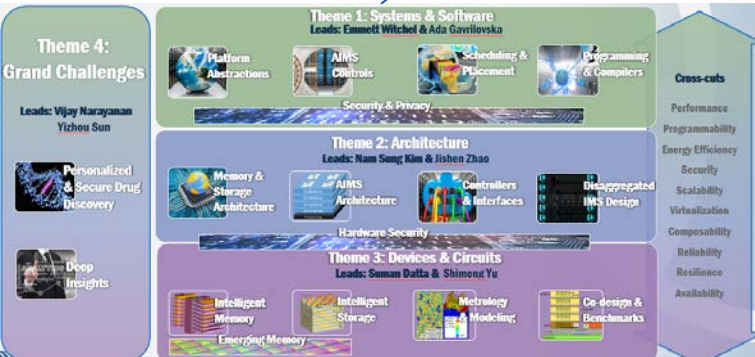 Theme 4:
Grand Challenges
Leads: Vijay Narayanan
Yizhou Sun
Personalized
& Secure Drug
Discovery
Deep
Insights
Theme 1: Systems & Software
Leads: Emmett Witchel & Ada Gavrilovska
Platform
Abstractions
AIMS
Controls
Scheduling &
Placement
Programming
& Compilers
Security & Privacy
Theme 2: Architecture
Leads: Nam Sung Kim & Jishen Zhao
Memory &
Storage
Architecture
AIMS
Architecture
Controllers
& Interfaces
Disaggregated
IMS Design
Hardware Security
Theme 3: Devices & Circuits
Leads: Suman Datta & Shimeng Yu
Intelligent
Memory
Intelligent
Storage
Metrology
& Modeling
Co-design &
Benchmarks
Emerging Memory
Cross-cuts
Performance
Programmability
Energy Efficiency
Security
Scalability
Virtualization
Composability
Reliability
Resilience
Availability